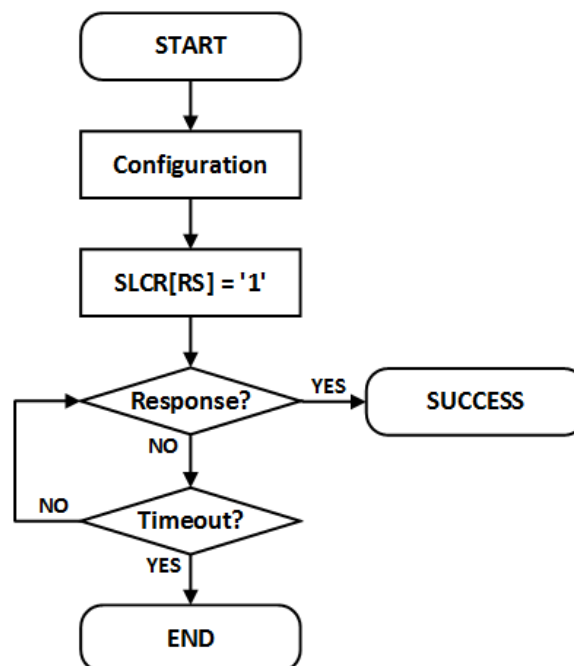 START
Configuration
SLCR[RS] = '1'
Response?
YES
SUCCESS
NO
NO
Timeout?
YES
END